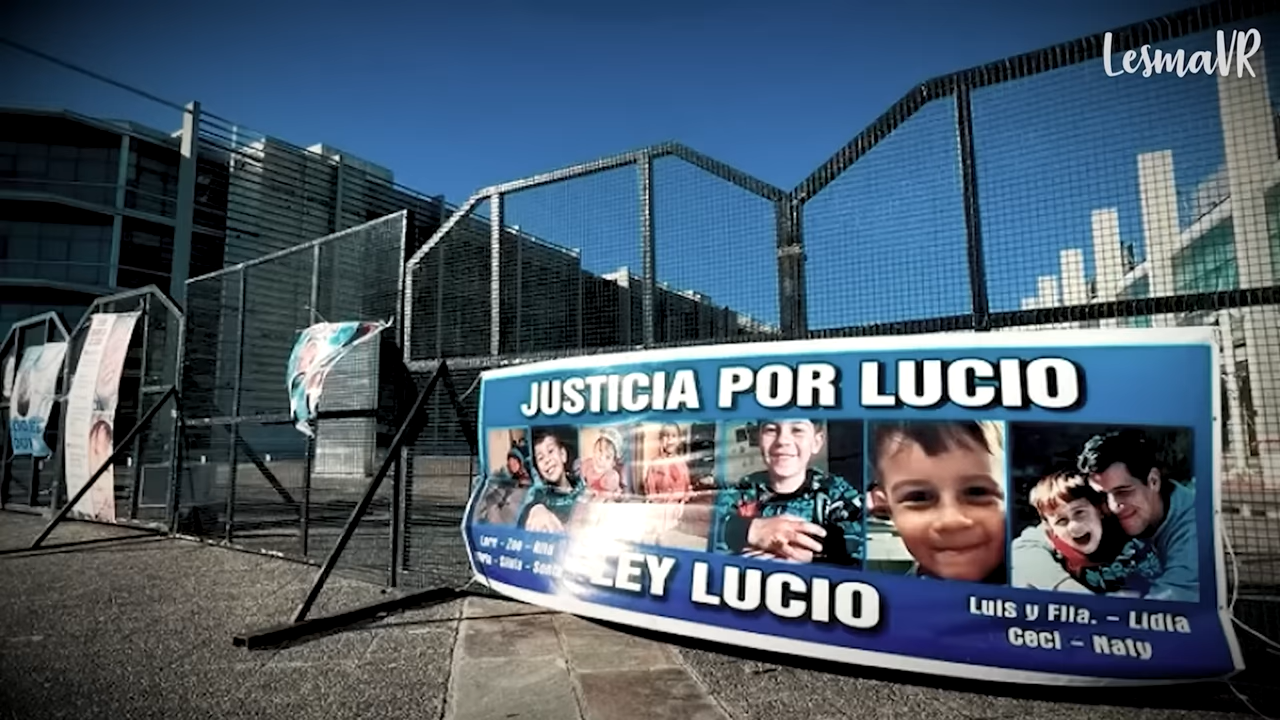 LesmaVR
JUSTICIA POR LUCIO
LEY LUCIO
Luis y Flia. - Lidia
Ceci - Naty